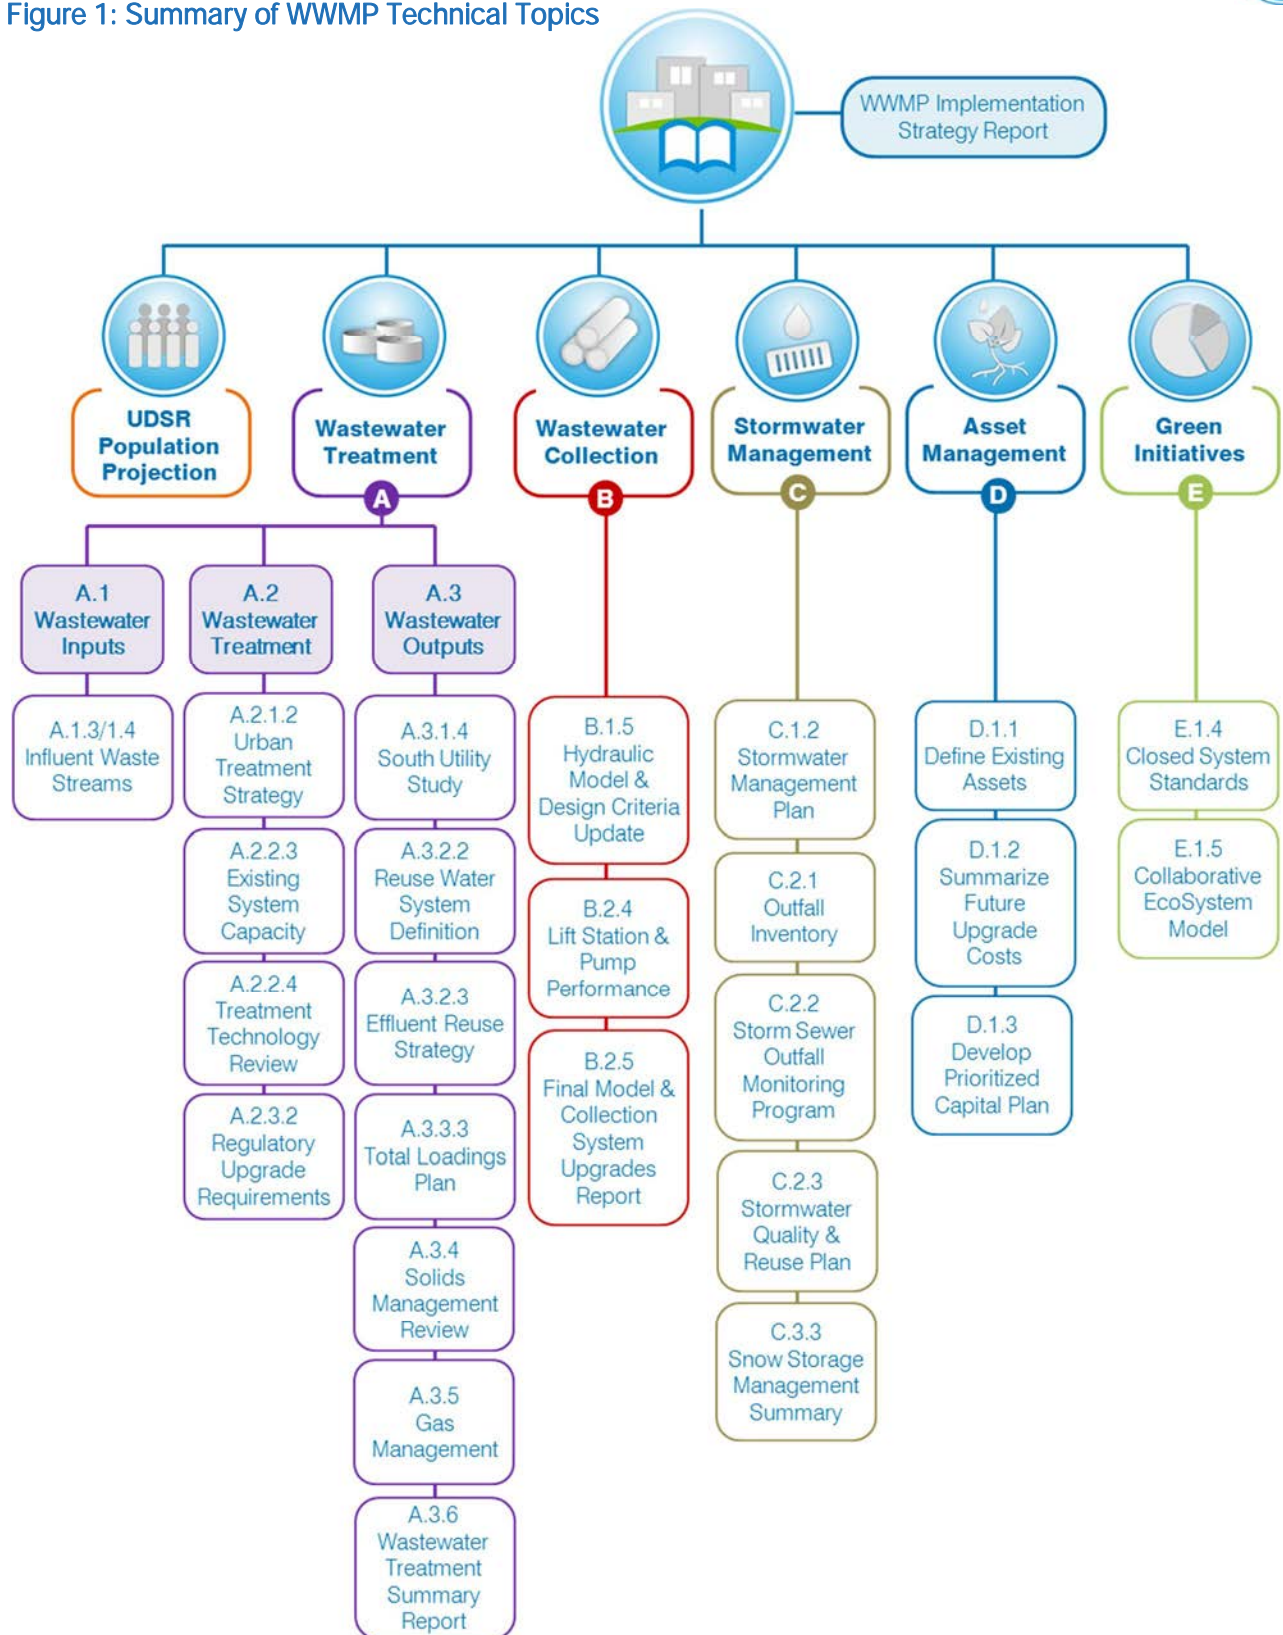 Figure 1: Summary of WWMP Technical Topics
WWMP Implementation
Strategy Report
UDSR
Population
Projection
Wastewater
Treatment
A
Wastewater
Collection
B
Stormwater
Management
C
Asset
Management
D
Green
Initiatives
E
A.1
Wastewater
Inputs
A.1.3/1.4
Influent Waste
Streams
A.2
Wastewater
Treatment
A.2.1.2
Urban
Treatment
Strategy
A.2.2.3
Existing
System
Capacity
A.2.2.4
Treatment
Technology
Review
A.2.3.2
Regulatory
Upgrade
Requirements
A.3
Wastewater
Outputs
A.3.1.4
South Utility
Study
A.3.2.2
Reuse Water
System
Definition
A.3.2.3
Effluent Reuse
Strategy
A.3.3.3
Total Loadings
Plan
A.3.4
Solids
Management
Review
A.3.5
Gas
Management
A.3.6
Wastewater
Treatment
Summary
Report
B.1.5
Hydraulic
Model &
Design Criteria
Update
B.2.4
Lift Station &
Pump
Performance
B.2.5
Final Model &
Collection
System
Upgrades
Report
C.1.2
Stormwater
Management
Plan
C.2.1
Outfall
Inventory
C.2.2
Storm Sewer
Outfall
Monitoring
Program
C.2.3
Stormwater
Quality &
Reuse Plan
C.3.3
Snow Storage
Management
Summary
D.1.1
Define Existing
Assets
D.1.2
Summarize
Future
Upgrade
Costs
D.1.3
Develop
Prioritized
Capital Plan
E.1.4
Closed System
Standards
E.1.5
Collaborative
EcoSystem
Model